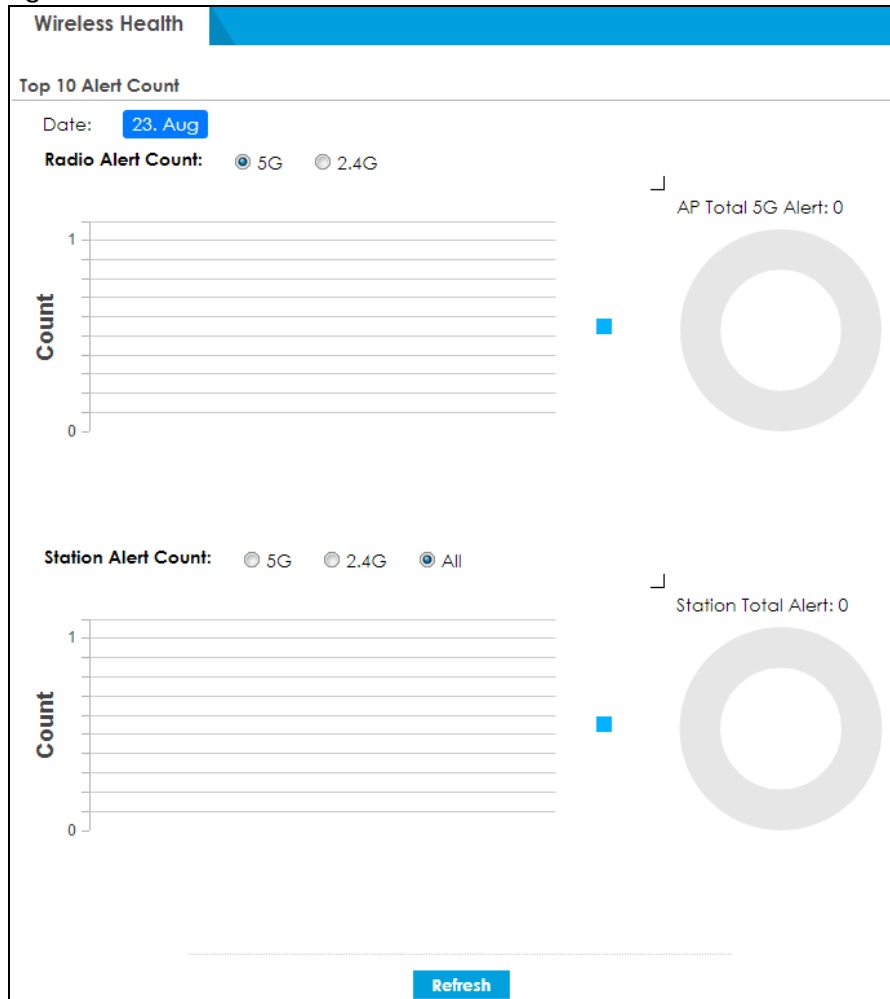 Wireless Health
Top 10 Alert Count
Date: 23. Aug
Radio Alert Count: 5G 2.4G
AP Total 5G Alert: 0
1
Count
0
Station Alert Count: 5G 2.4G All
Station Total Alert: 0
1
Count
0
Refresh